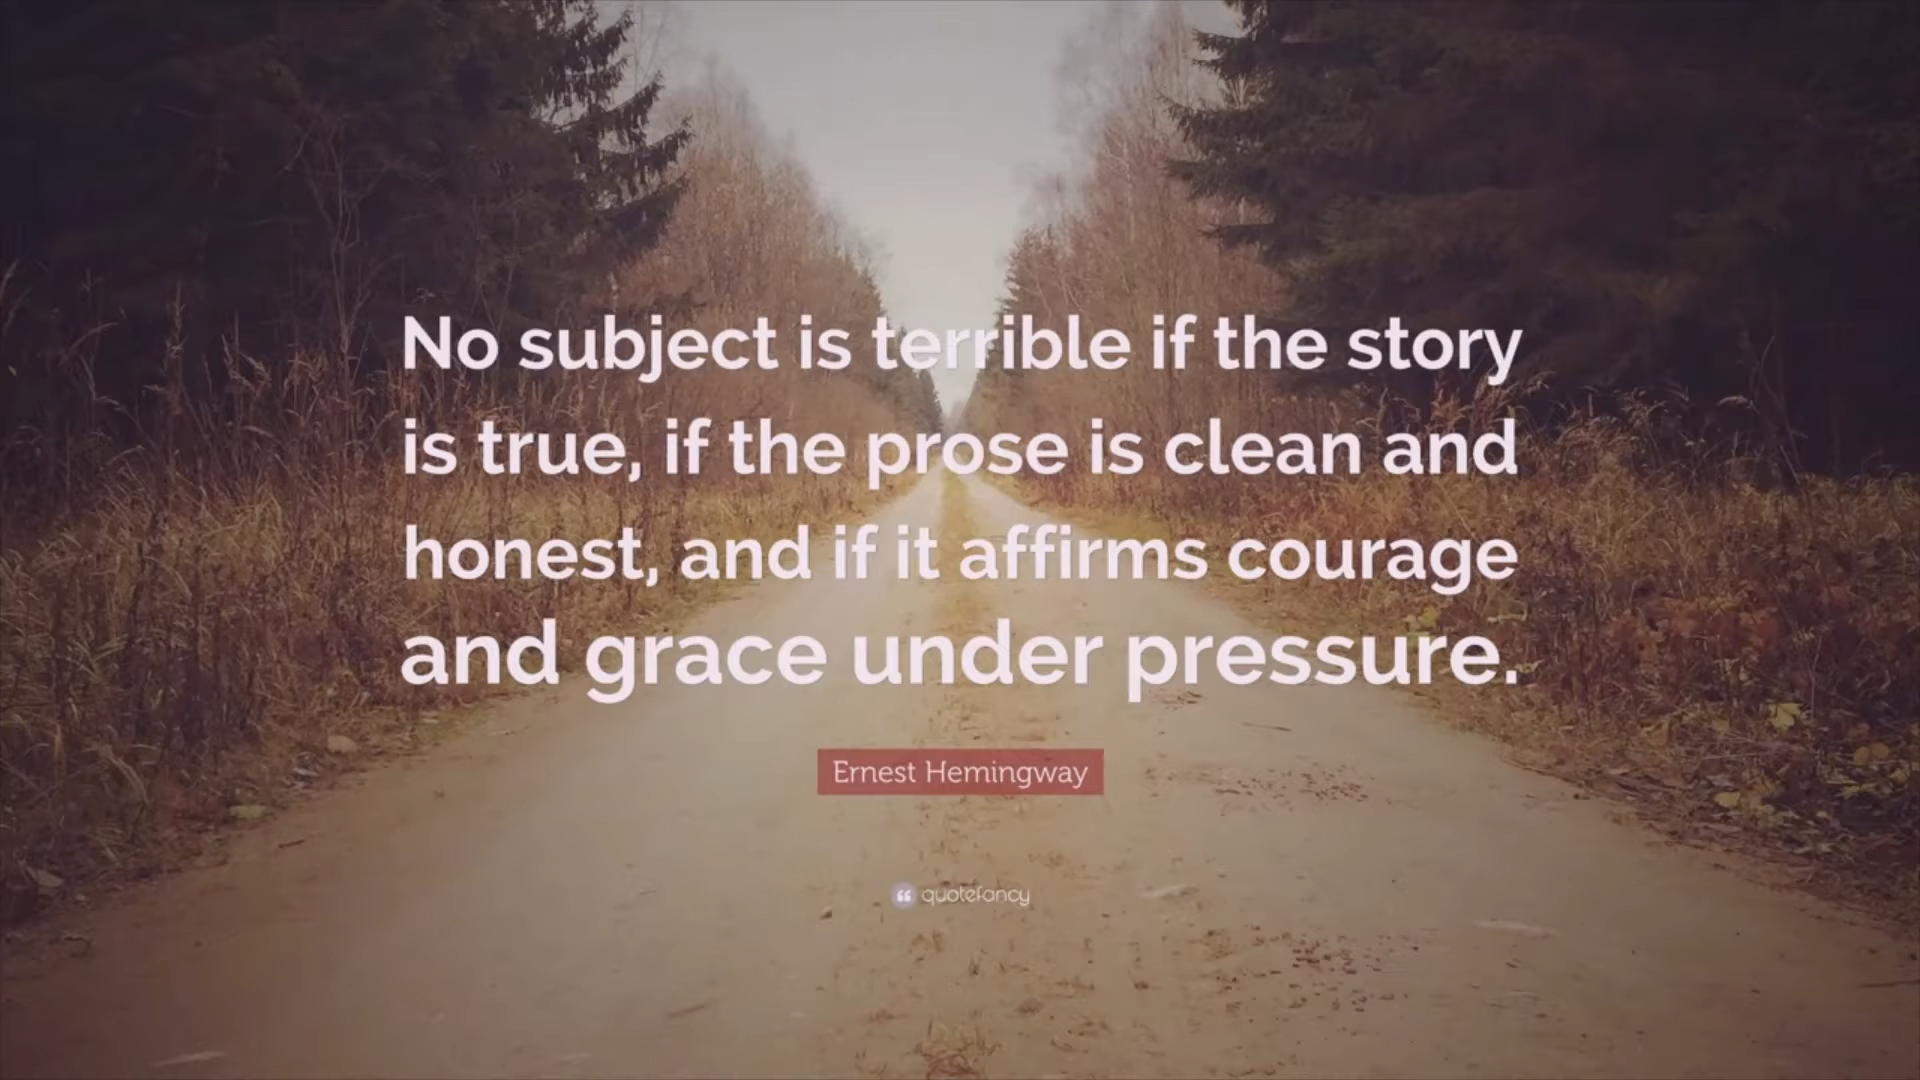 No subject is terrible if the story
is true, if the prose is clean and
honest, and if it affirms courage
and grace under pressure.
Ernest Hemingway
quotefancy